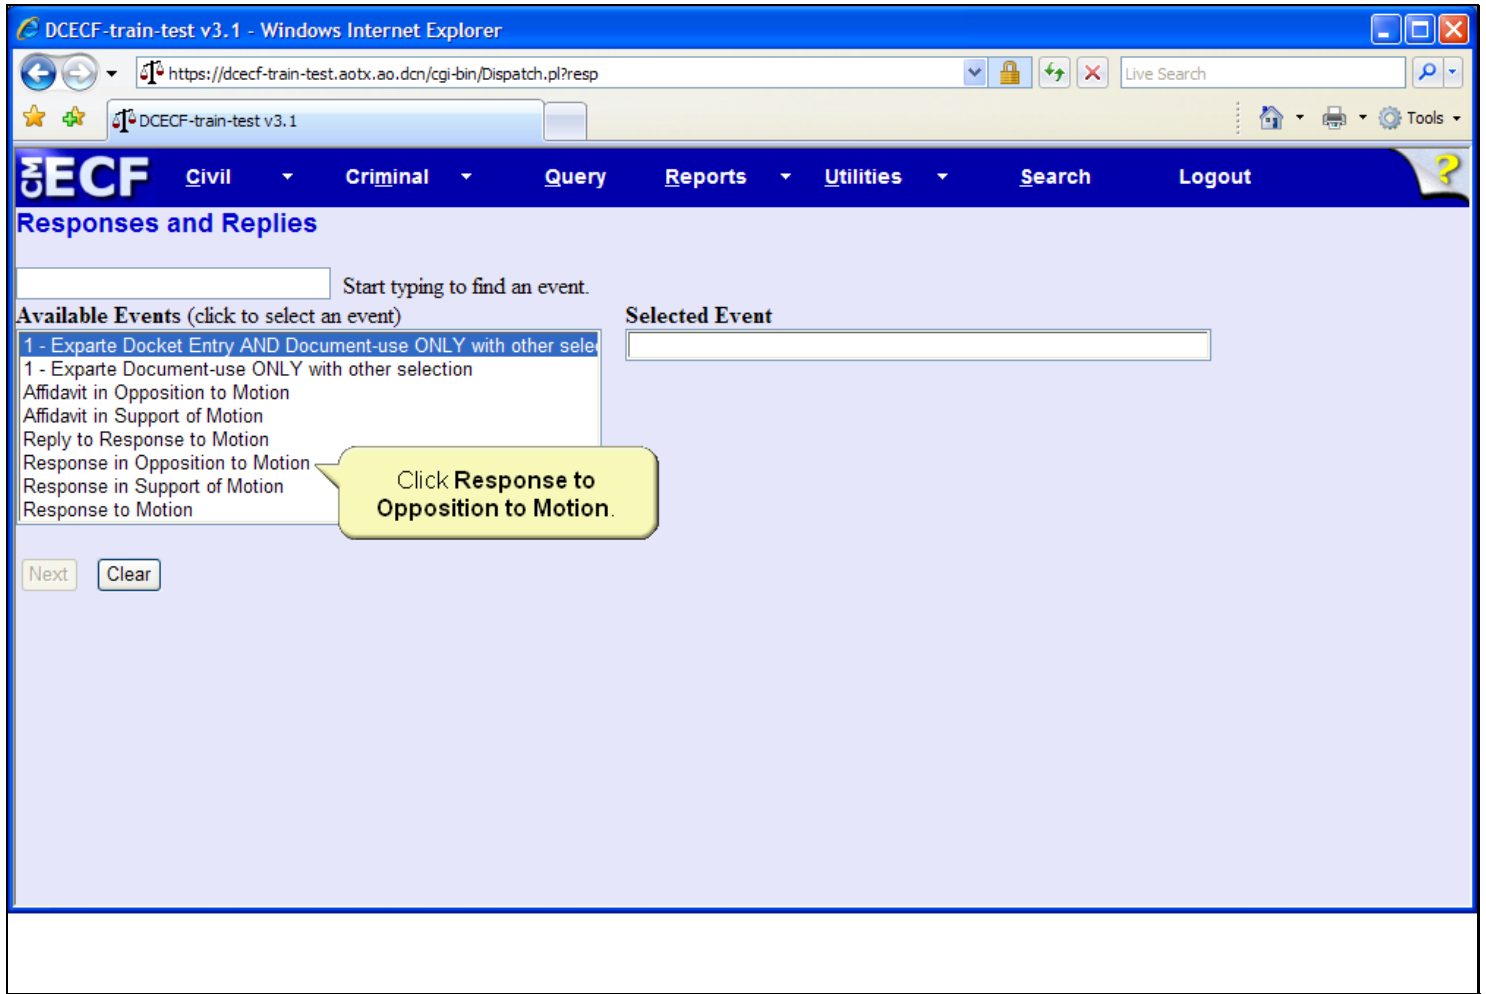 DCECF-train-test v3.1 - Windows Internet Explorer
https://dcecf-train-test.aotx.ao.dcn/cgi-bin/Dispatch.pl?resp
Live Search
DCECF-train-test v3.1
Tools
CM ECF Civil Criminal Query Reports Utilities Search Logout ?
Responses and Replies
Start typing to find an event.
Available Events (click to select an event)
Selected Event
1 - Exparte Docket Entry AND Document-use ONLY with other sele
1 - Exparte Document-use ONLY with other selection
Affidavit in Opposition to Motion
Affidavit in Support of Motion
Reply to Response to Motion
Response in Opposition to Motion
Response in Support of Motion
Response to Motion
Click Response to
Opposition to Motion.
Next Clear